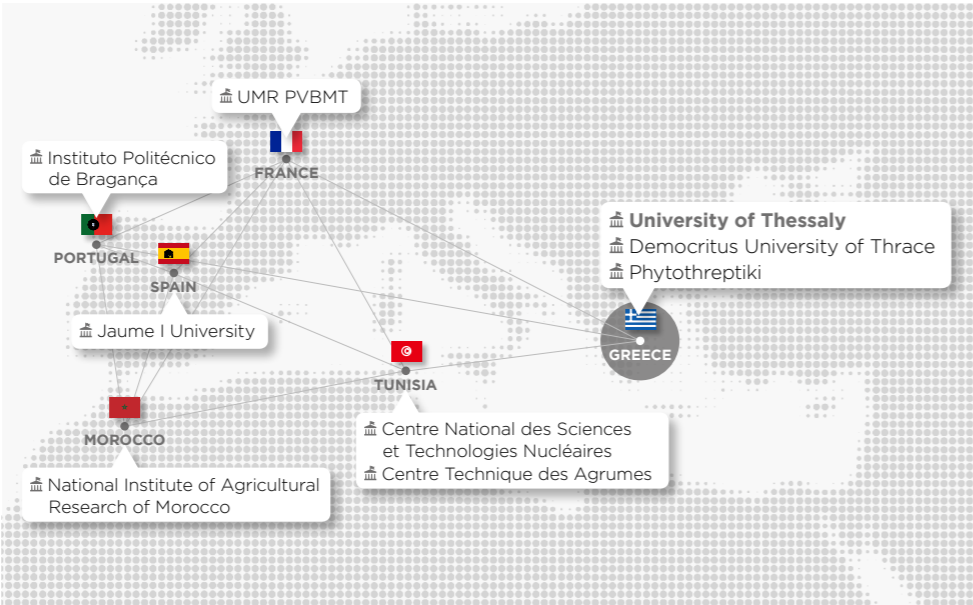 UMR PVBMT
FRANCE
Instituto Politécnico
de Bragança
PORTUGAL
SPAIN
Jaume I University
University of Thessaly
Democritus University of Thrace
Phytothreptiki
GREECE
TUNISIA
Centre National des Sciences
et Technologies Nucléaires
Centre Technique des Agrumes
MOROCCO
National Institute of Agricultural
Research of Morocco